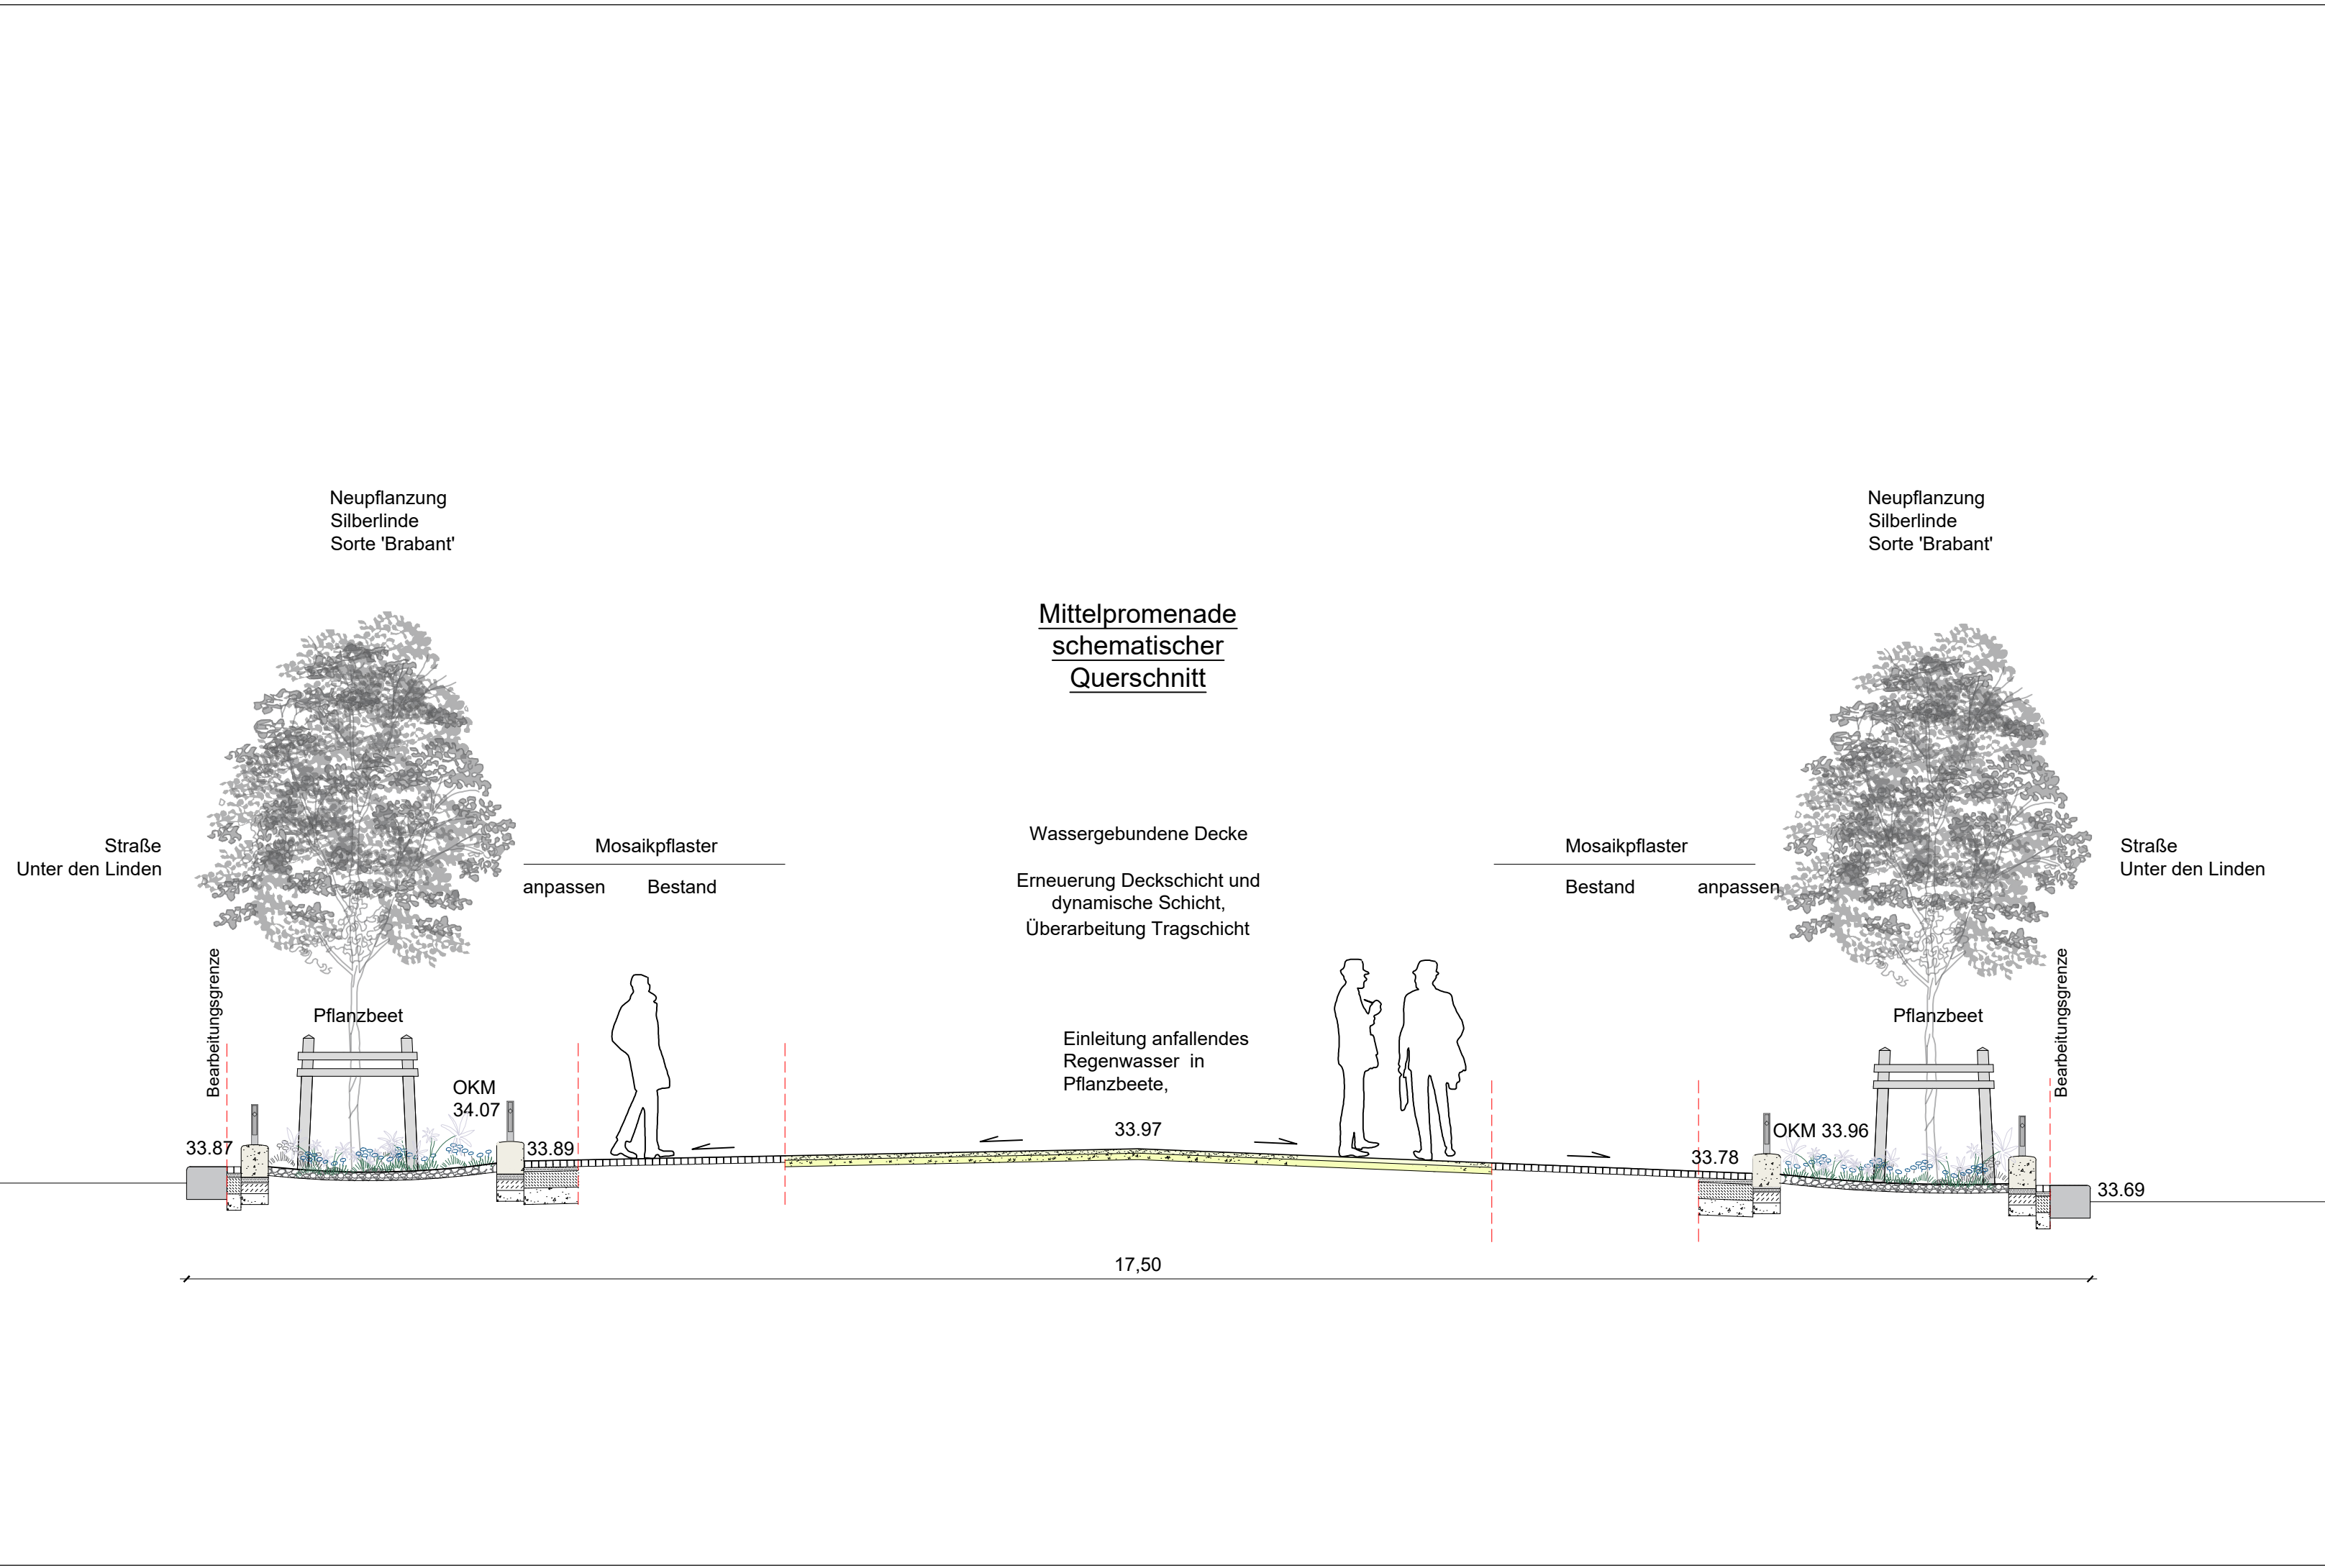 Neupflanzung
Silberlinde
Sorte 'Brabant'
Neupflanzung
Silberlinde
Sorte 'Brabant'
Mittelpromenade
schematischer
Querschnitt
Straße
Unter den Linden
Mosaikpflaster
anpassen Bestand
Wassergebundene Decke
Erneuerung Deckschicht und
dynamische Schicht,
Überarbeitung Tragschicht
Mosaikpflaster
Bestand anpassen
Straße
Unter den Linden
Bearbeitungsgrenze
Pflanzbeet
Einleitung anfallendes
Regenwasser in
Pflanzbeete,
Pflanzbeet
Bearbeitungsgrenze
OKM
34.07
33.87
33.89
33.97
OKM 33.96
33.78
33.69
17,50